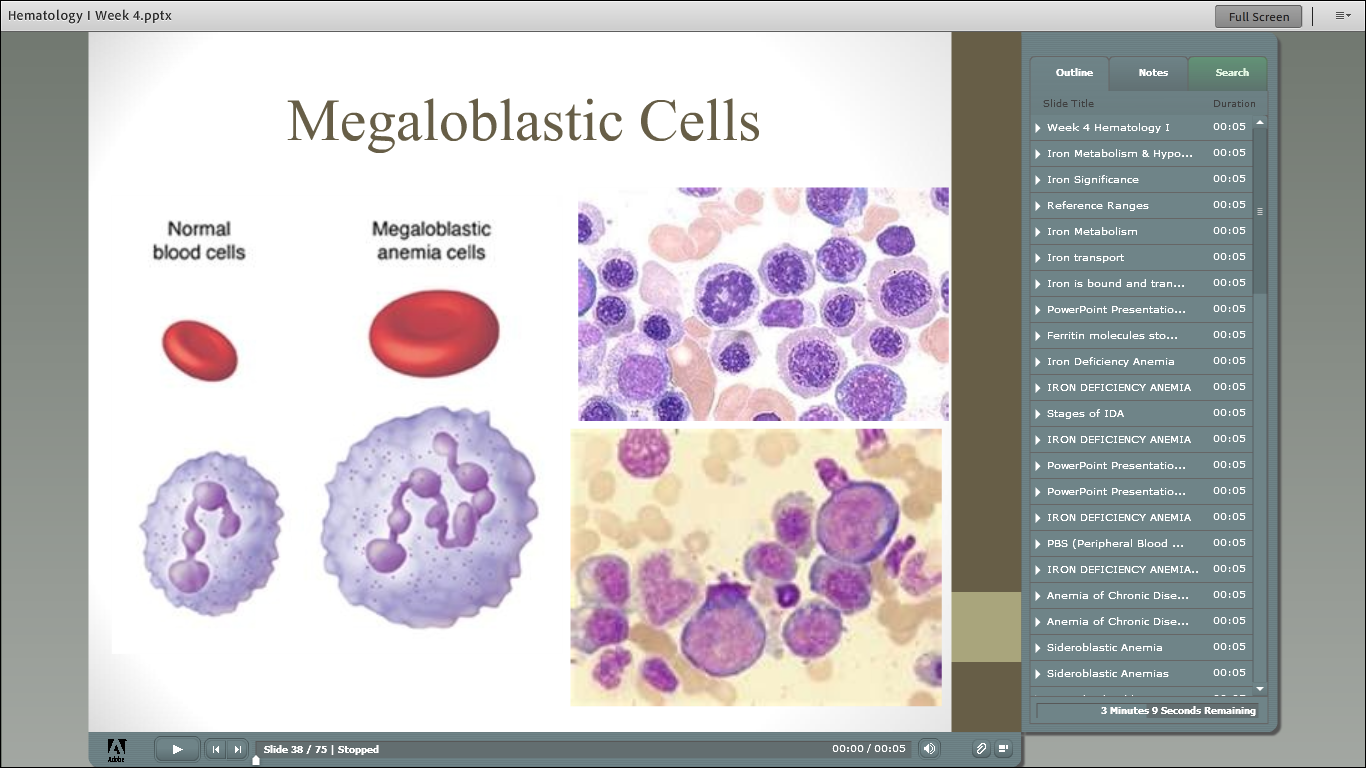 Hematology I Week 4.pptx
Full Screen
Megaloblastic Cells
Normal
blood cells
Megaloblastic
anemia cells
Outline Notes Search
Slide Title Duration
Week 4 Hematology I 00:05
Iron Metabolism & Hypo... 00:05
Iron Significance 00:05
Reference Ranges 00:05
Iron Metabolism 00:05
Iron transport 00:05
Iron is bound and tran... 00:05
PowerPoint Presentatio... 00:05
Ferritin molecules sto... 00:05
Iron Deficiency Anemia 00:05
IRON DEFICIENCY ANEMIA 00:05
Stages of IDA 00:05
IRON DEFICIENCY ANEMIA 00:05
PowerPoint Presentatio... 00:05
PowerPoint Presentatio... 00:05
IRON DEFICIENCY ANEMIA 00:05
PBS (Peripheral Blood ... 00:05
IRON DEFICIENCY ANEMIA.. 00:05
Anemia of Chronic Dise... 00:05
Anemia of Chronic Dise... 00:05
Sideroblastic Anemia 00:05
Sideroblastic Anemias 00:05
3 Minutes 9 Seconds Remaining
Adobe
Slide 38 / 75 | Stopped
00:00 / 00:05